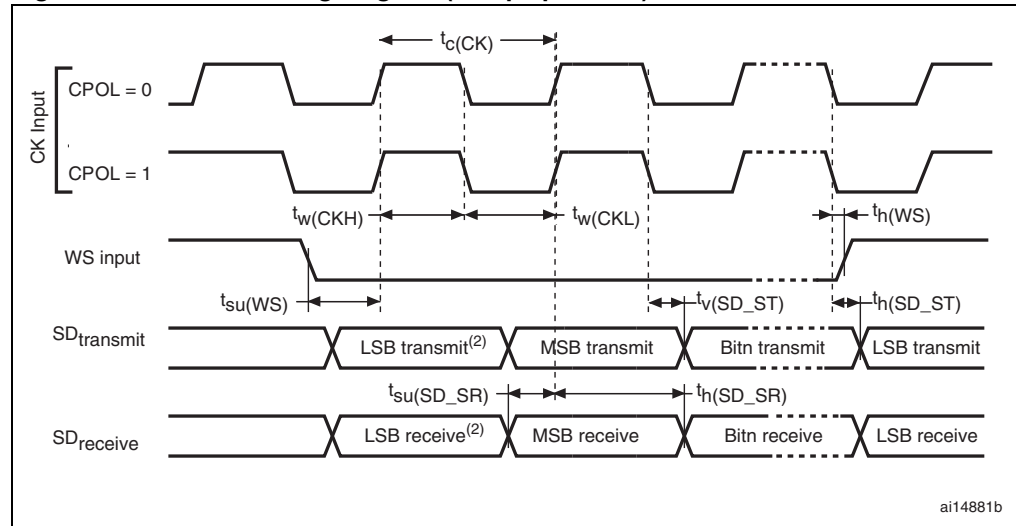 tc(CK)
CK Input
CPOL = 0
CPOL = 1
tw(CKH)
tw(CKL)
th(WS)
WS input
tsu(WS)
tv(SD_ST)
th(SD_ST)
SDtransmit
LSB transmit(2)
MSB transmit
Bitn transmit
LSB transmit
tsu(SD_SR)
th(SD_SR)
SDreceive
LSB receive(2)
MSB receive
Bitn receive
LSB receive
ai14881b